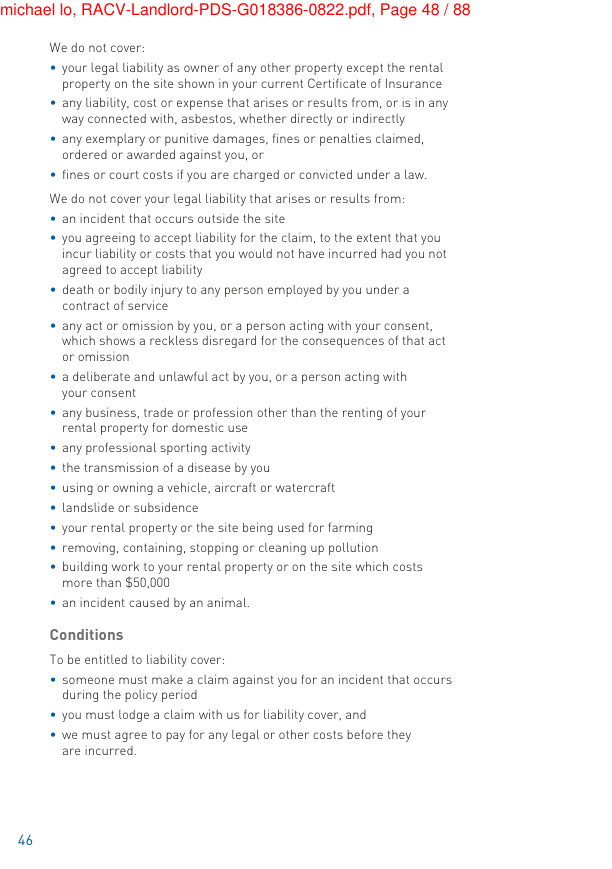 michael lo, RACV-Landlord-PDS-G018386-0822.pdf, Page 48 / 88
We do not cover:
• your legal liability as owner of any other property except the rental
property on the site shown in your current Certificate of Insurance
• any liability, cost or expense that arises or results from, or is in any
way connected with, asbestos, whether directly or indirectly
• any exemplary or punitive damages, fines or penalties claimed,
ordered or awarded against you, or
• fines or court costs if you are charged or convicted under a law.
We do not cover your legal liability that arises or results from:
• an incident that occurs outside the site
• you agreeing to accept liability for the claim, to the extent that you
incur liability or costs that you would not have incurred had you not
agreed to accept liability
• death or bodily injury to any person employed by you under a
contract of service
• any act or omission by you, or a person acting with your consent,
which shows a reckless disregard for the consequences of that act
or omission
• a deliberate and unlawful act by you, or a person acting with
your consent
• any business, trade or profession other than the renting of your
rental property for domestic use
• any professional sporting activity
• the transmission of a disease by you
• using or owning a vehicle, aircraft or watercraft
• landslide or subsidence
• your rental property or the site being used for farming
• removing, containing, stopping or cleaning up pollution
• building work to your rental property or on the site which costs
more than $50,000
• an incident caused by an animal.
Conditions
To be entitled to liability cover:
• someone must make a claim against you for an incident that occurs
during the policy period
• you must lodge a claim with us for liability cover, and
• we must agree to pay for any legal or other costs before they
are incurred.
46